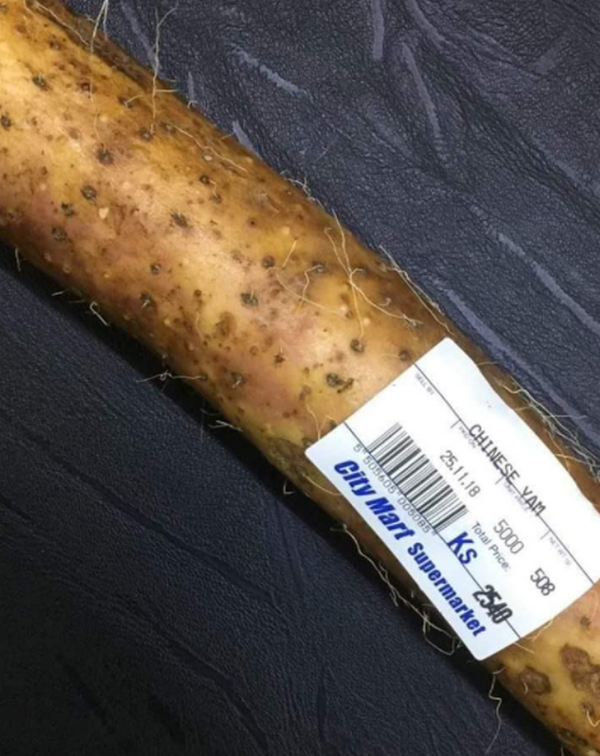 CHINESE YAM
25.11.18 5000 508
Total Price:
Ks 2540
City Mart Supermarket